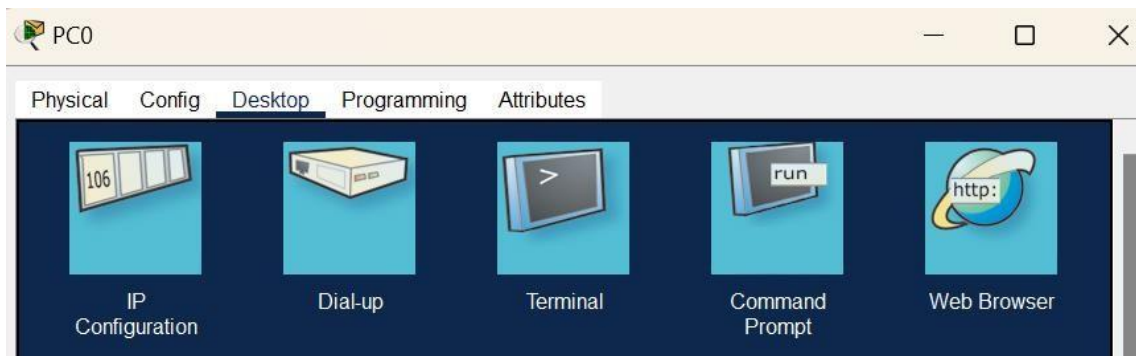 PC0
Physical Config Desktop Programming Attributes
106
>
run
http:
IP
Configuration
Dial-up
Terminal
Command
Prompt
Web Browser